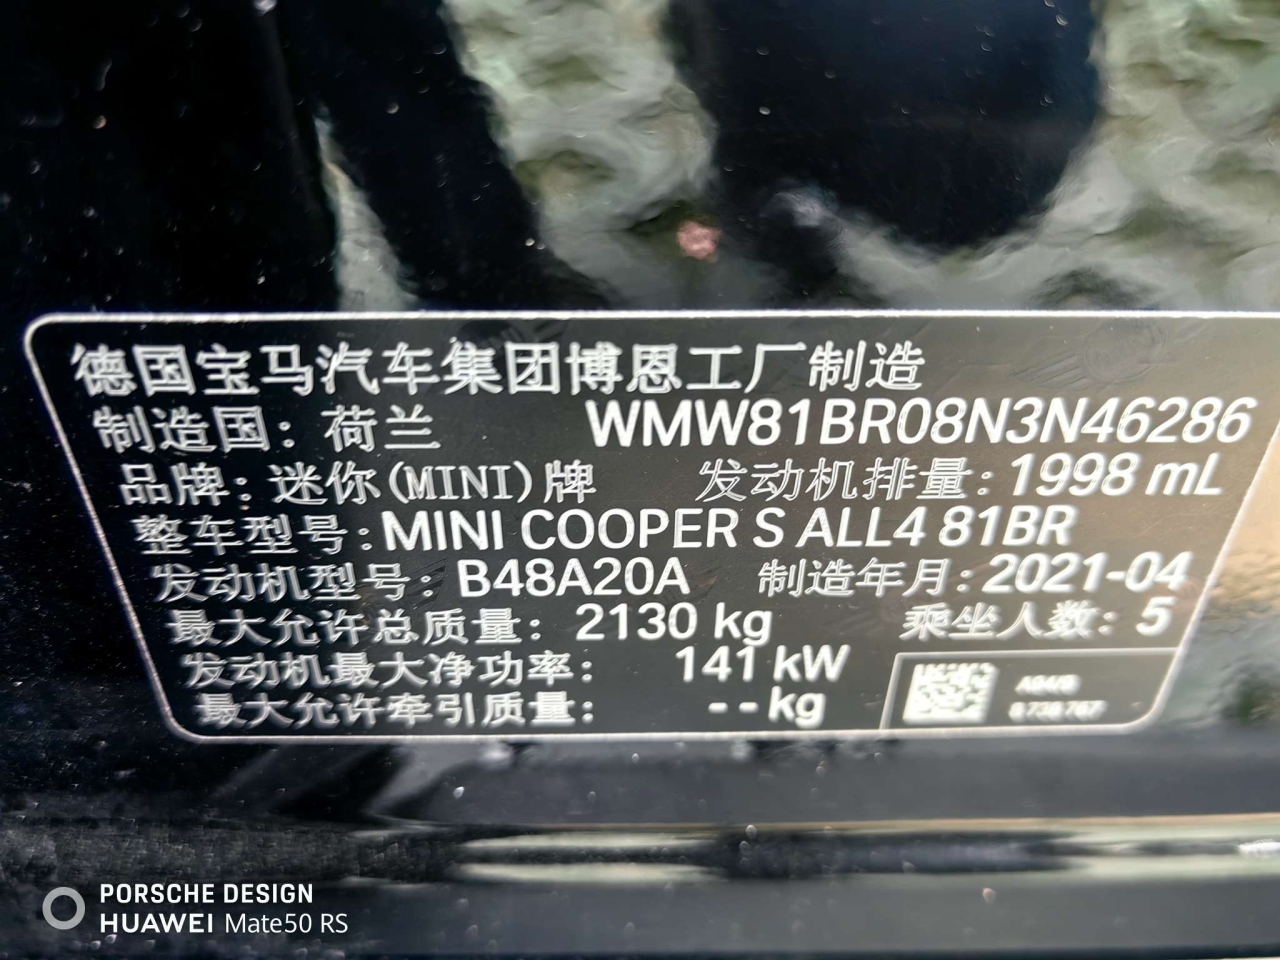 德国宝马汽车集团博恩工厂制造
制造国：荷兰 WMW81BR08N3N46286
品牌：迷你(MINI)牌 发动机排量：1998 mL
整车型号：MINI COOPER S ALL4 81BR
发动机型号：B48A20A 制造年月：2021-04
最大允许总质量：2130 kg 乘坐人数：5
发动机最大净功率：141 kW
最大允许牵引质量：--kg
PORSCHE DESIGN
HUAWEI Mate50 RS